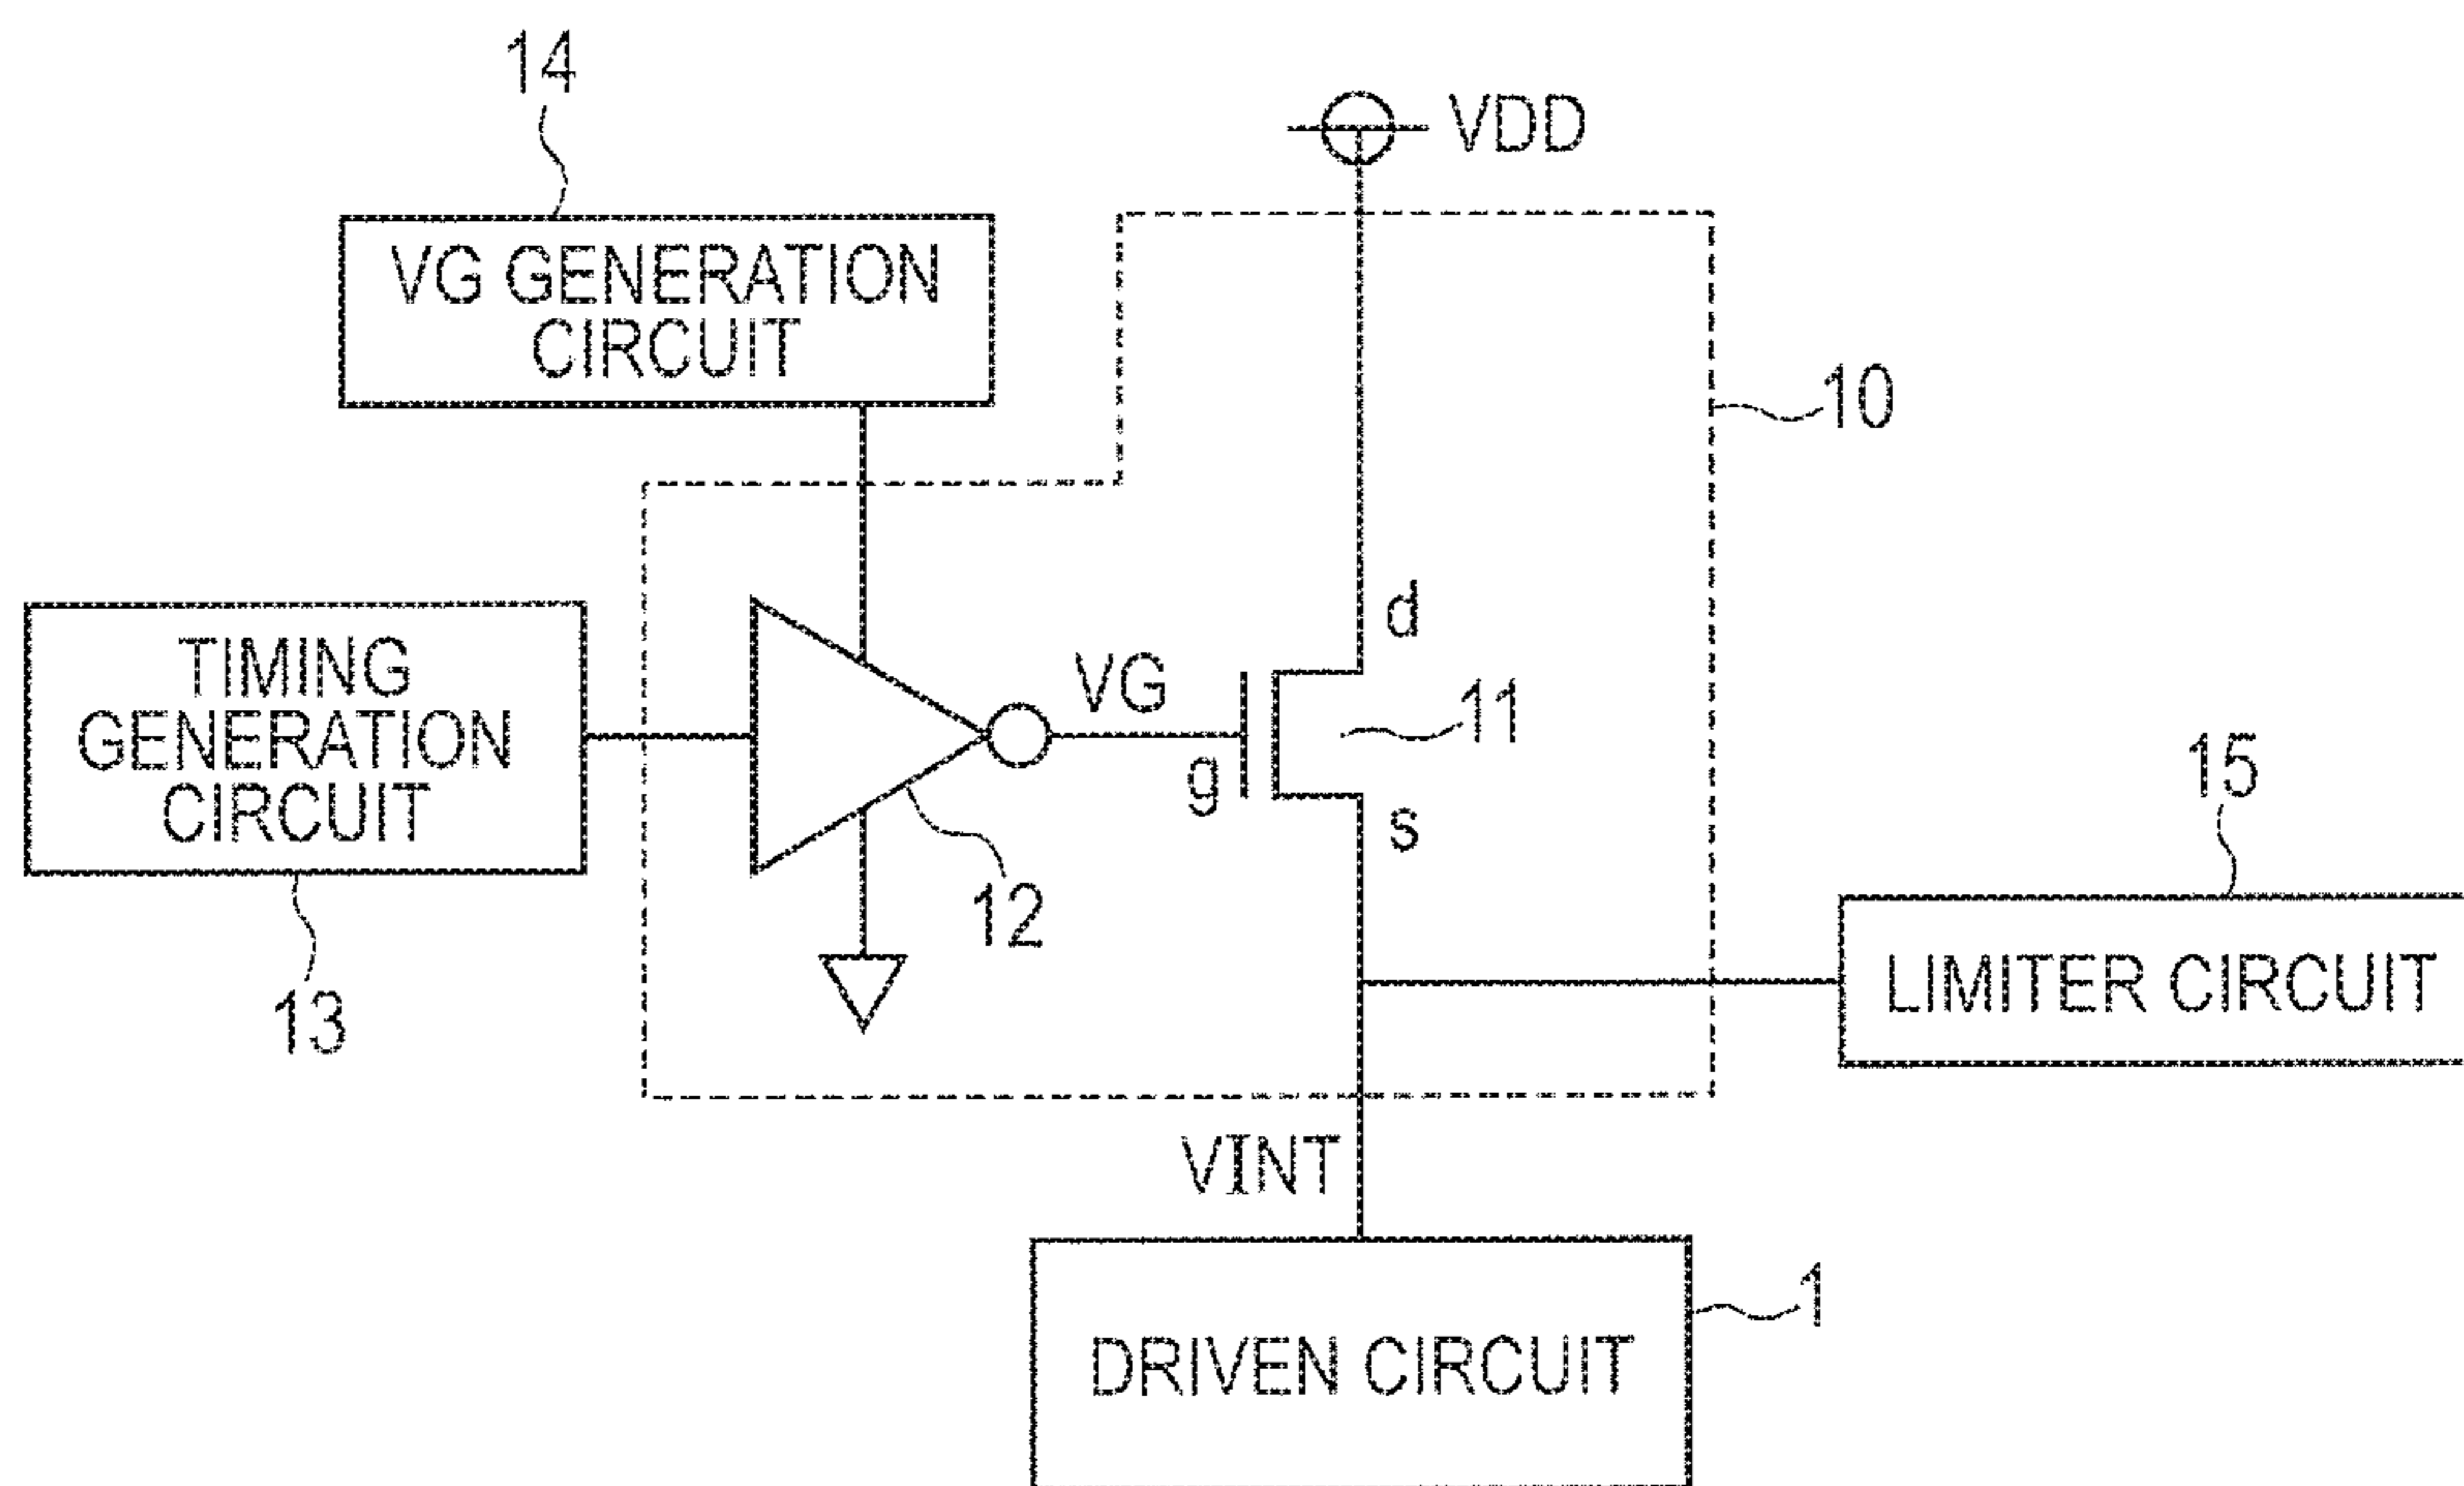 14
VDD
VG GENERATION
CIRCUIT
10
d
TIMING
GENERATION
CIRCUIT
VG
11
g
s
15
12
LIMITER CIRCUIT
13
VINT
1
DRIVEN CIRCUIT